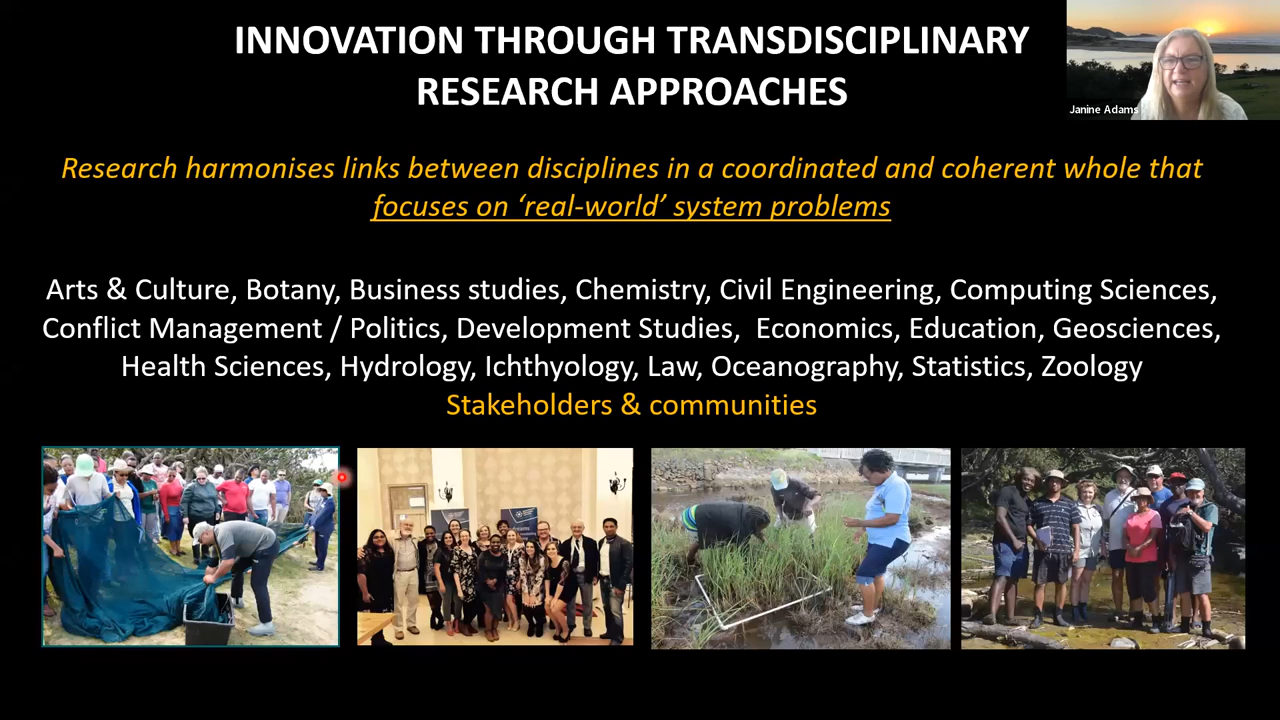 INNOVATION THROUGH TRANSDISCIPLINARY
RESEARCH APPROACHES
Janine Adams
Research harmonises links between disciplines in a coordinated and coherent whole that
focuses on ‘real-world’ system problems
Arts & Culture, Botany, Business studies, Chemistry, Civil Engineering, Computing Sciences,
Conflict Management / Politics, Development Studies, Economics, Education, Geosciences,
Health Sciences, Hydrology, Ichthyology, Law, Oceanography, Statistics, Zoology
Stakeholders & communities